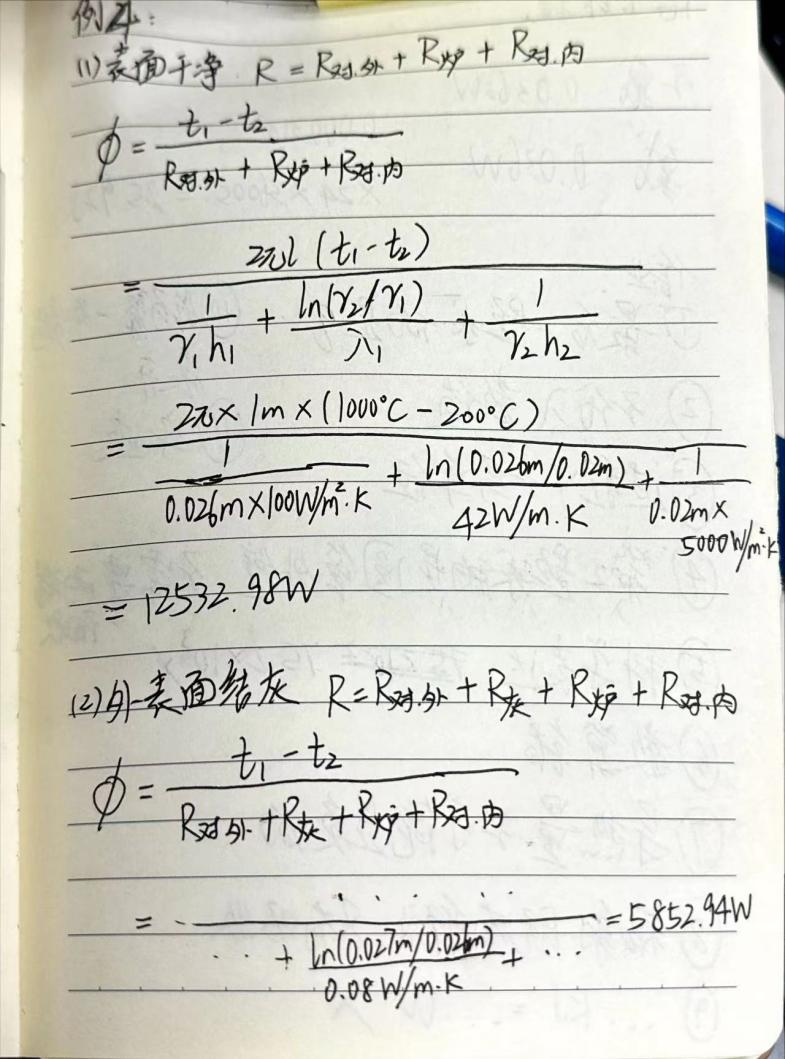 例4:
(1)表面干净 R = R对.外 + R炉 + R对.内
ϕ = (t₁-t₂)/(R对.外 + R炉 + R对.内)
= 2πl (t₁-t₂)/(1/(r₁h₁) + ln(r₂/r₁)/λ₁ + 1/(r₂h₂))
= 2π×1m×(1000°C-200°C)/(1/(0.026m×100W/m²·K) + ln(0.026m/0.02m)/(42W/m·K) + 1/(0.02m×5000W/m²·K))
= 12532.98W
(2)外表面结灰 R=R对.外+R灰+R炉+R对.内
ϕ = (t₁-t₂)/(R对外+R灰+R炉+R对.内)
= ····/(··· + ln(0.027m/0.026m)/(0.08W/m·K) + ···) = 5852.94W